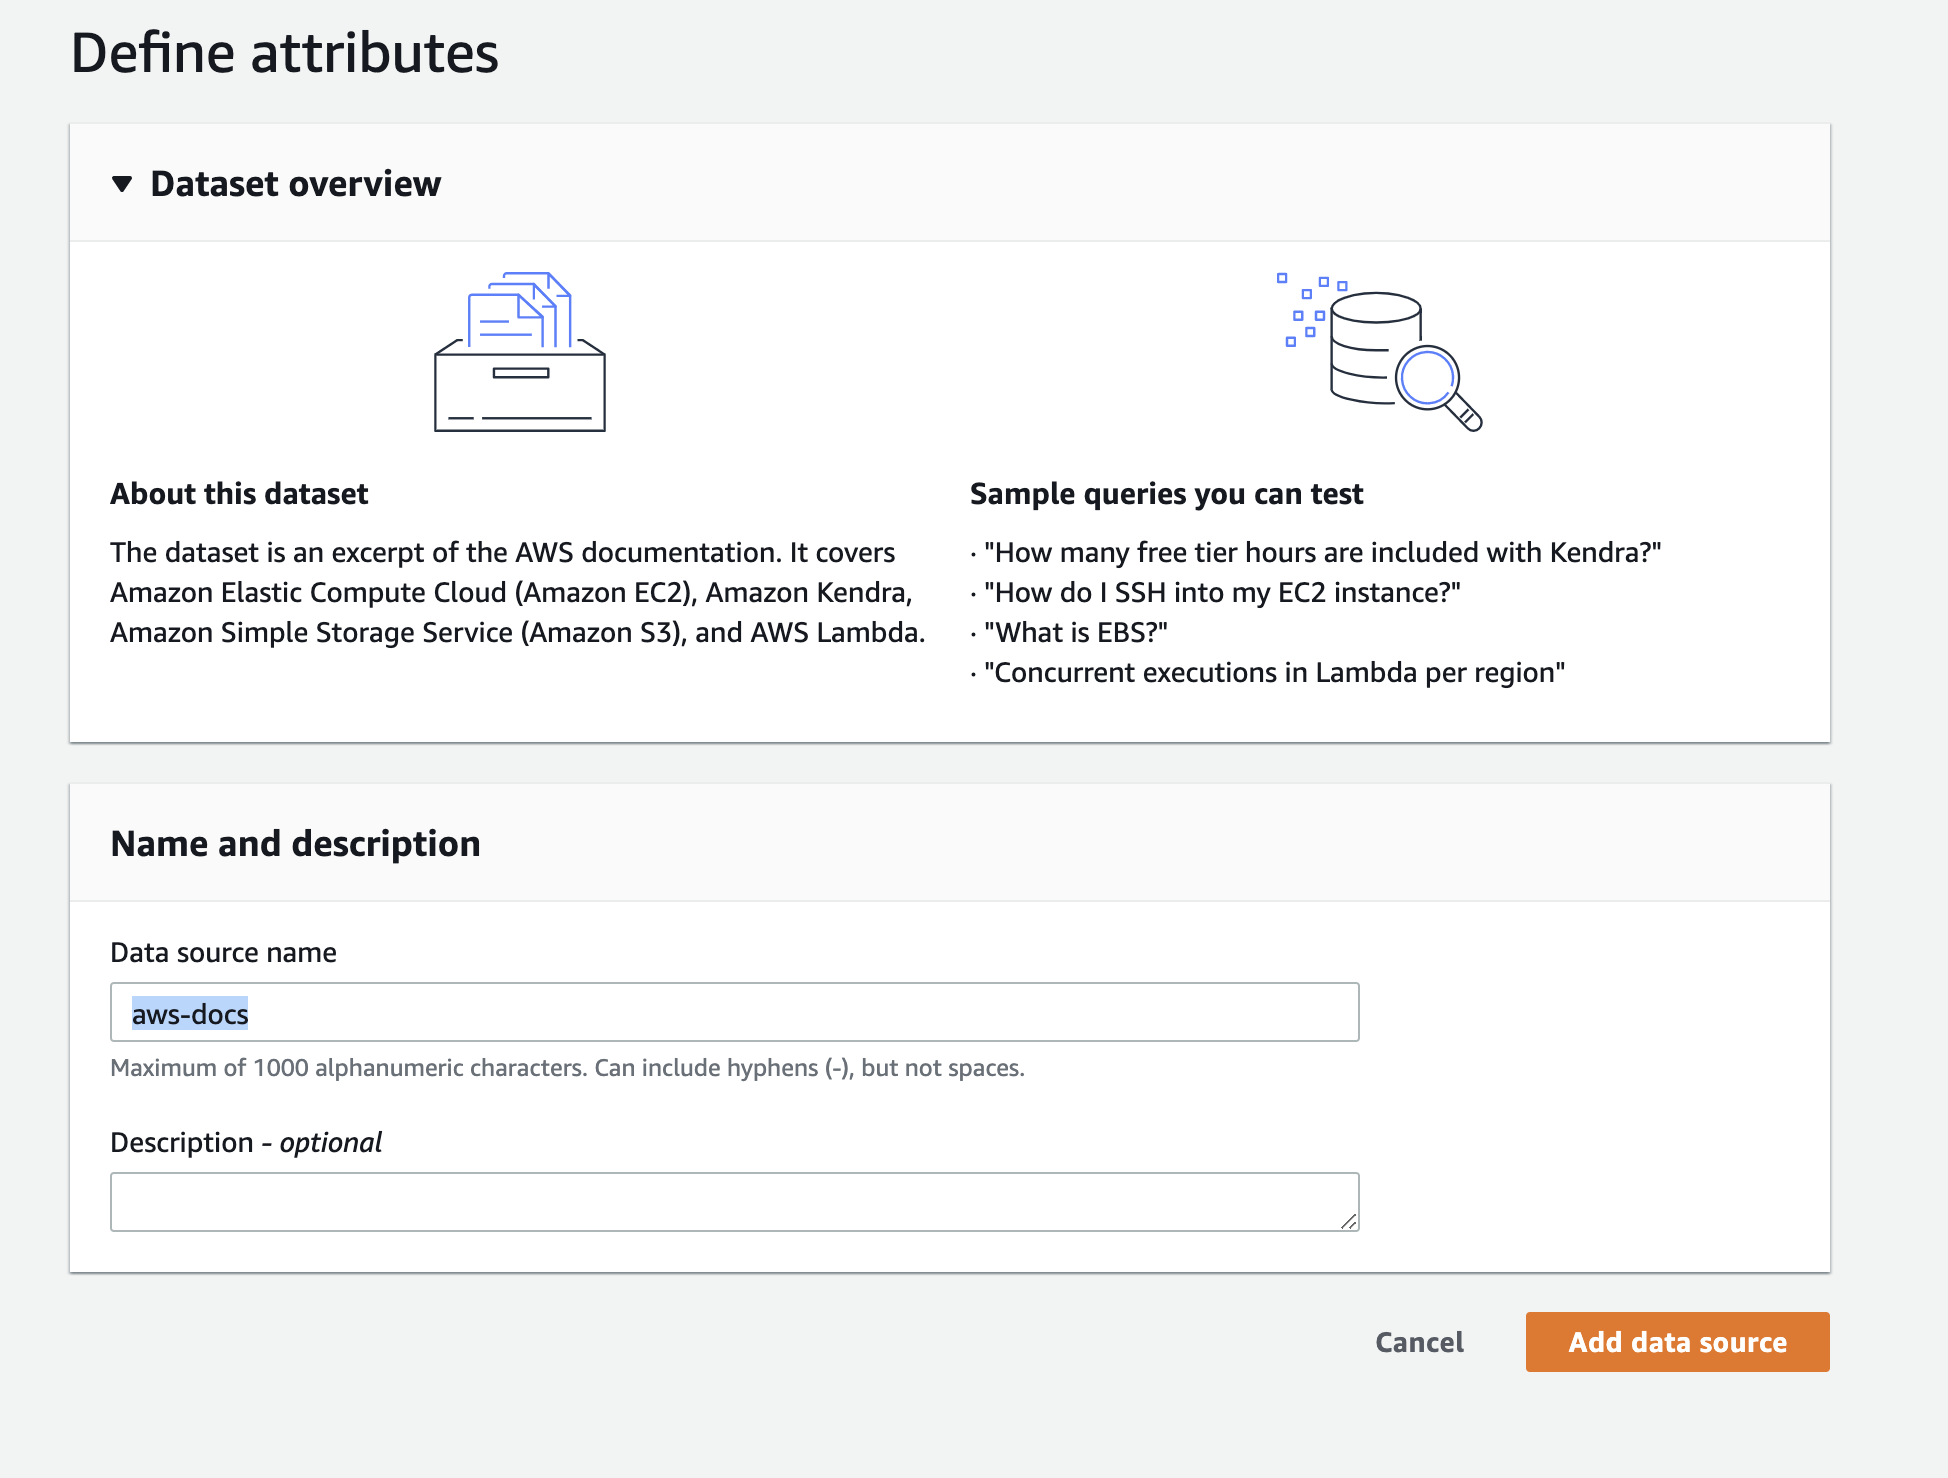 Define attributes
Dataset overview
About this dataset
The dataset is an excerpt of the AWS documentation. It covers
Amazon Elastic Compute Cloud (Amazon EC2), Amazon Kendra,
Amazon Simple Storage Service (Amazon S3), and AWS Lambda.
Sample queries you can test
· "How many free tier hours are included with Kendra?"
· "How do I SSH into my EC2 instance?"
· "What is EBS?"
· "Concurrent executions in Lambda per region"
Name and description
Data source name
aws-docs
Maximum of 1000 alphanumeric characters. Can include hyphens (-), but not spaces.
Description - optional
Cancel
Add data source